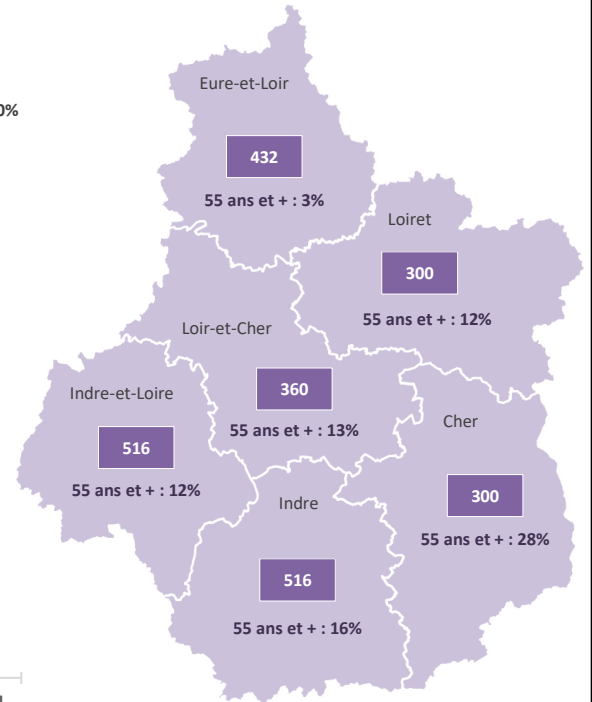 Eure-et-Loir
0%
432
55 ans et + : 3%
Loiret
300
55 ans et + : 12%
Loir-et-Cher
360
55 ans et + : 13%
Indre-et-Loire
516
55 ans et + : 12%
Cher
300
55 ans et + : 28%
Indre
516
55 ans et + : 16%